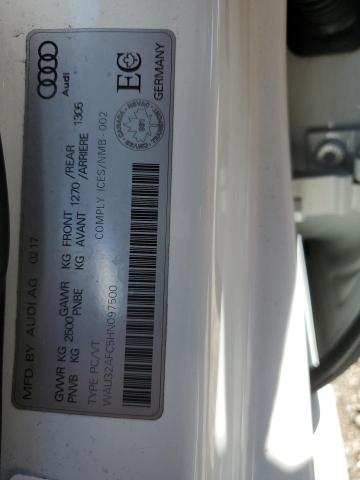 Audi
MFD. BY AUDI AG 02.17
GVWR KG 2500 GAWR KG FRONT 1270 /REAR 1305
PNVB KG PNBE KG AVANT /ARRIERE
TYPE:PC/VT COMPLY ICES/NMB-002
WAU32AFC5HN097500
EC
GERMANY